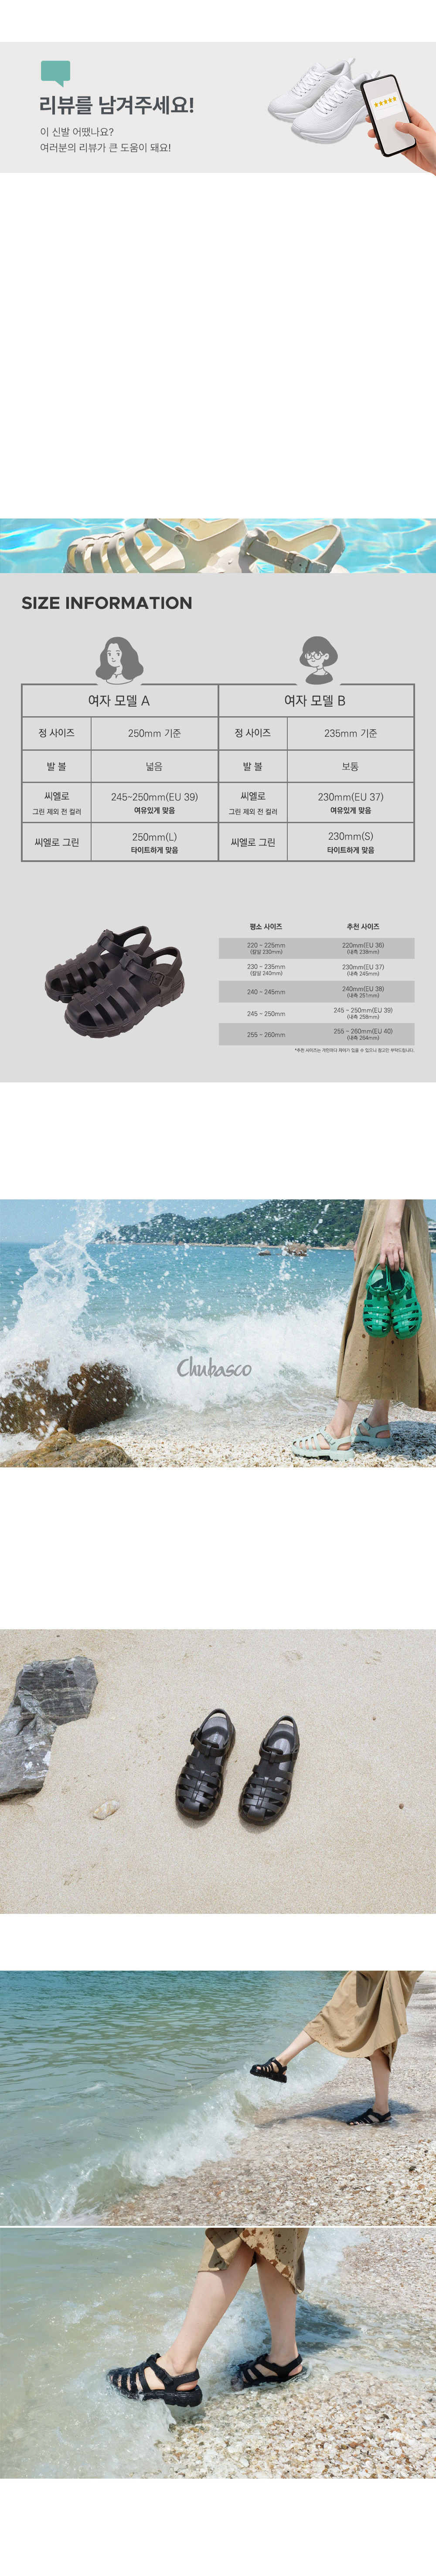 리뷰를 남겨주세요!
이 신발 어땠나요?
여러분의 리뷰가 큰 도움이 돼요!
SIZE INFORMATION
여자 모델 A
여자 모델 B
정 사이즈
250mm 기준
정 사이즈
235mm 기준
발 볼
넓음
발 볼
보통
씨엘로
그린 제외 전 컬러
245~250mm(EU 39)
여유있게 맞음
씨엘로
그린 제외 전 컬러
230mm(EU 37)
여유있게 맞음
씨엘로 그린
250mm(L)
타이트하게 맞음
씨엘로 그린
230mm(S)
타이트하게 맞음
평소 사이즈
추천 사이즈
220 ~ 225mm
(칼발 230mm)
220mm(EU 36)
(내측 238mm)
230 ~ 235mm
(칼발 240mm)
230mm(EU 37)
(내측 245mm)
240 ~ 245mm
240mm(EU 38)
(내측 251mm)
245 ~ 250mm
245 ~ 250mm(EU 39)
(내측 258mm)
255 ~ 260mm
255 ~ 260mm(EU 40)
(내측 264mm)
*추천 사이즈는 개인마다 차이가 있을 수 있으니 참고만 부탁드립니다.
Chubasco